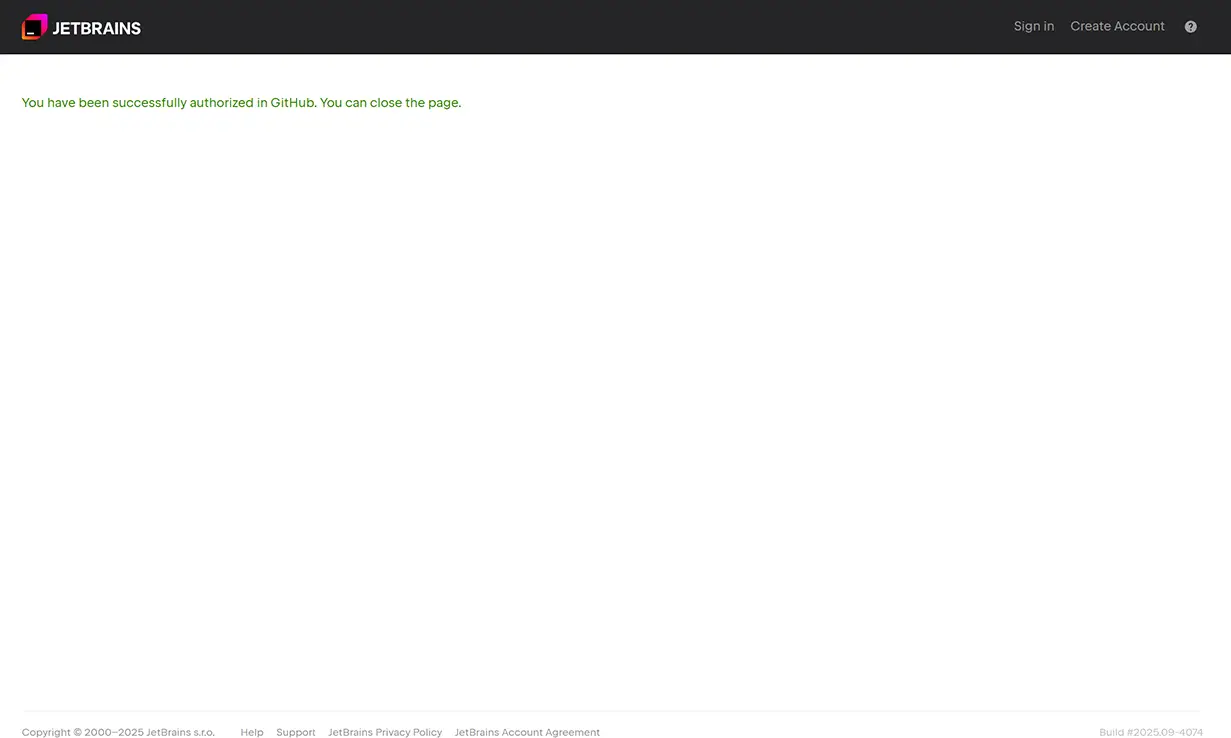 JETBRAINS
Sign in Create Account ?
You have been successfully authorized in GitHub. You can close the page.
Copyright © 2000–2025 JetBrains s.r.o. Help Support JetBrains Privacy Policy JetBrains Account Agreement Build #2025.09-4074